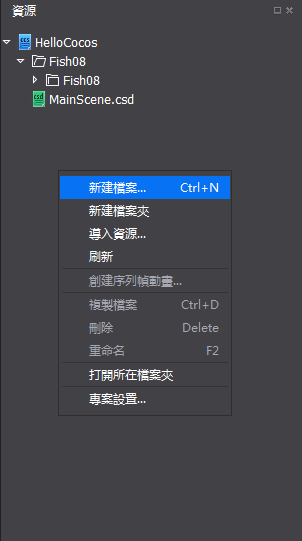 資源
HelloCocos
Fish08
Fish08
MainScene.csd
新建檔案... Ctrl+N
新建檔案夾
導入資源...
刷新
創建序列幀動畫...
複製檔案 Ctrl+D
刪除 Delete
重命名 F2
打開所在檔案夾
專案設置...